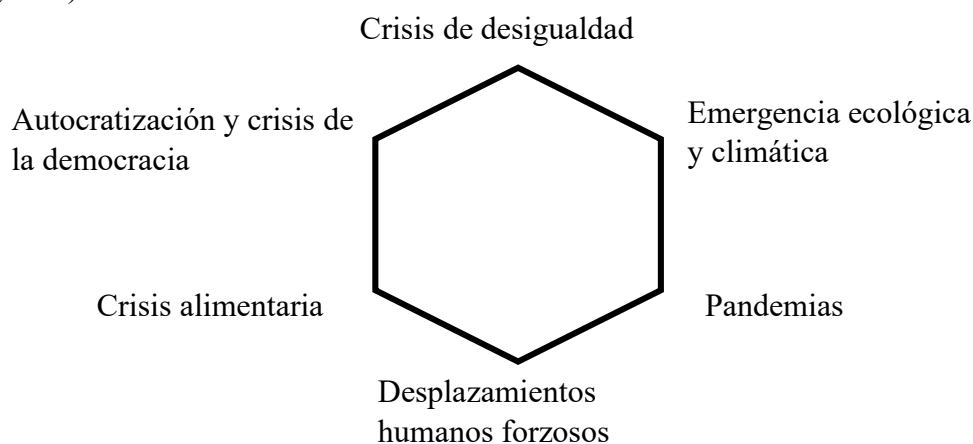 Crisis de desigualdad
Autocratización y crisis de
la democracia
Emergencia ecológica
y climática
Crisis alimentaria
Pandemias
Desplazamientos
humanos forzosos